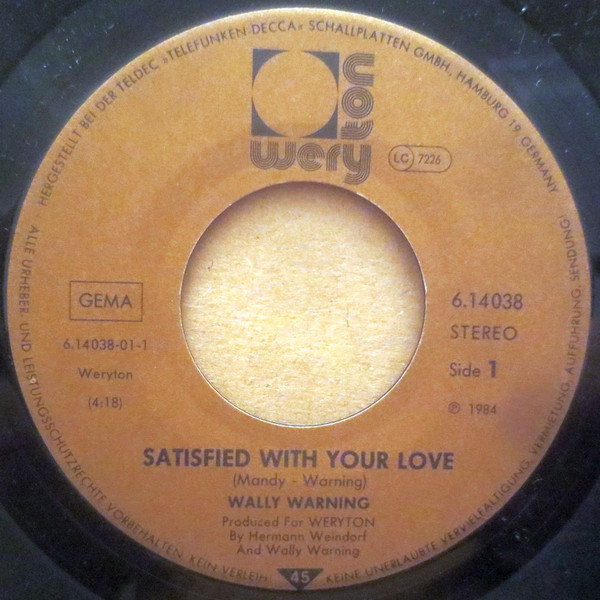 HERGESTELLT BEI DER TELDEC »TELEFUNKEN-DECCA« SCHALLPLATTEN GMBH, HAMBURG 19, GERMANY
weryton
LC 7226
GEMA
6.14038-01-1
Weryton
(4:18)
6.14038
STEREO
Side 1
℗ 1984
SATISFIED WITH YOUR LOVE
(Mandy - Warning)
WALLY WARNING
Produced For WERYTON
By Hermann Weindorf
And Wally Warning
45
· ALLE URHEBER- UND LEISTUNGSSCHUTZRECHTE VORBEHALTEN. KEIN VERLEIH. KEINE UNERLAUBTE VERVIELFÄLTIGUNG, VERMIETUNG, AUFFÜHRUNG, SENDUNG!